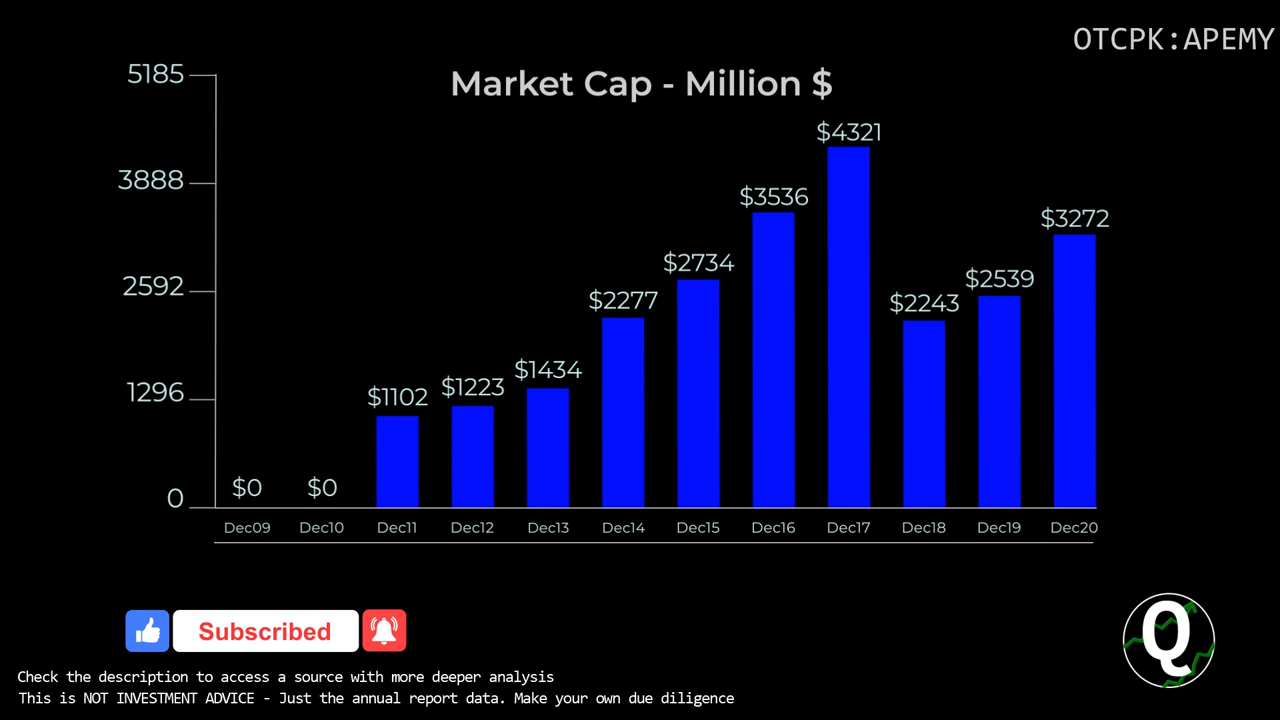 OTCPK:APEMY
Market Cap - Million $
5185
3888
2592
1296
0
$0
$0
$1102
$1223
$1434
$2277
$2734
$3536
$4321
$2243
$2539
$3272
Dec09
Dec10
Dec11
Dec12
Dec13
Dec14
Dec15
Dec16
Dec17
Dec18
Dec19
Dec20
Subscribed
Q
Check the description to access a source with more deeper analysis
This is NOT INVESTMENT ADVICE - Just the annual report data. Make your own due diligence